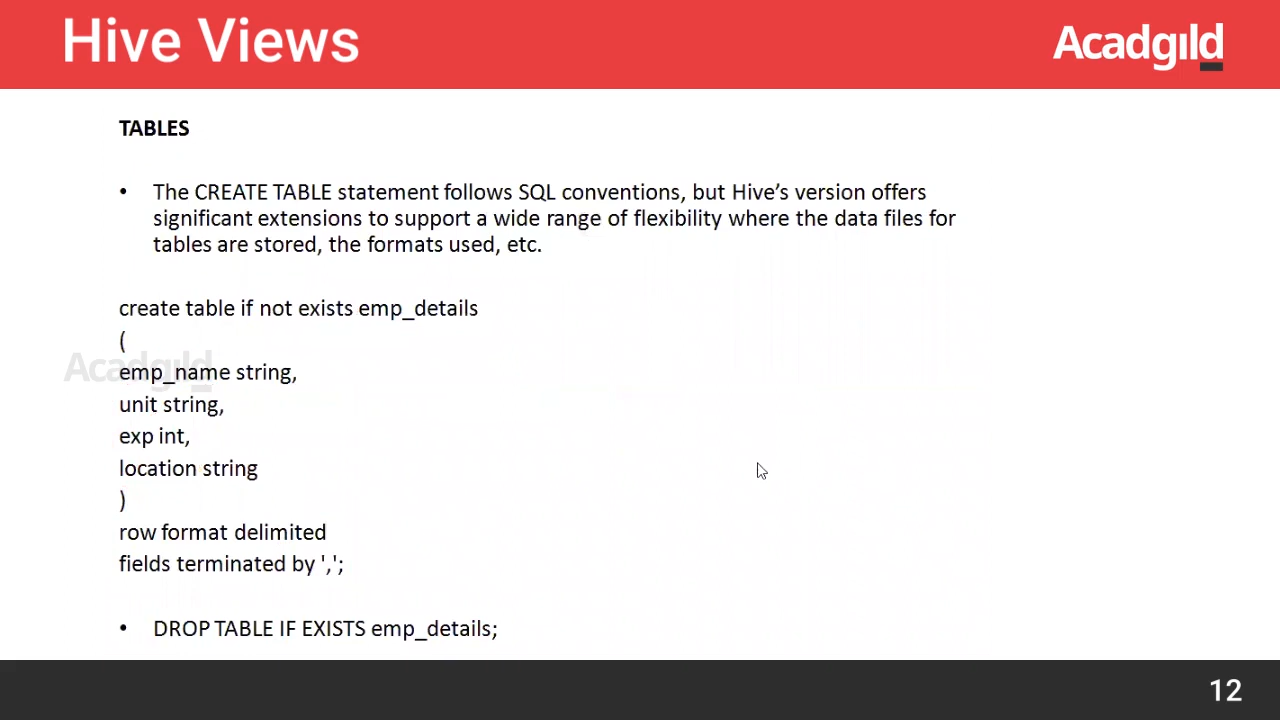 Hive Views
Acadgild
TABLES
• The CREATE TABLE statement follows SQL conventions, but Hive's version offers
significant extensions to support a wide range of flexibility where the data files for
tables are stored, the formats used, etc.
create table if not exists emp_details
(
Acadgild
emp_name string,
unit string,
exp int,
location string
)
row format delimited
fields terminated by ',';
• DROP TABLE IF EXISTS emp_details;
12